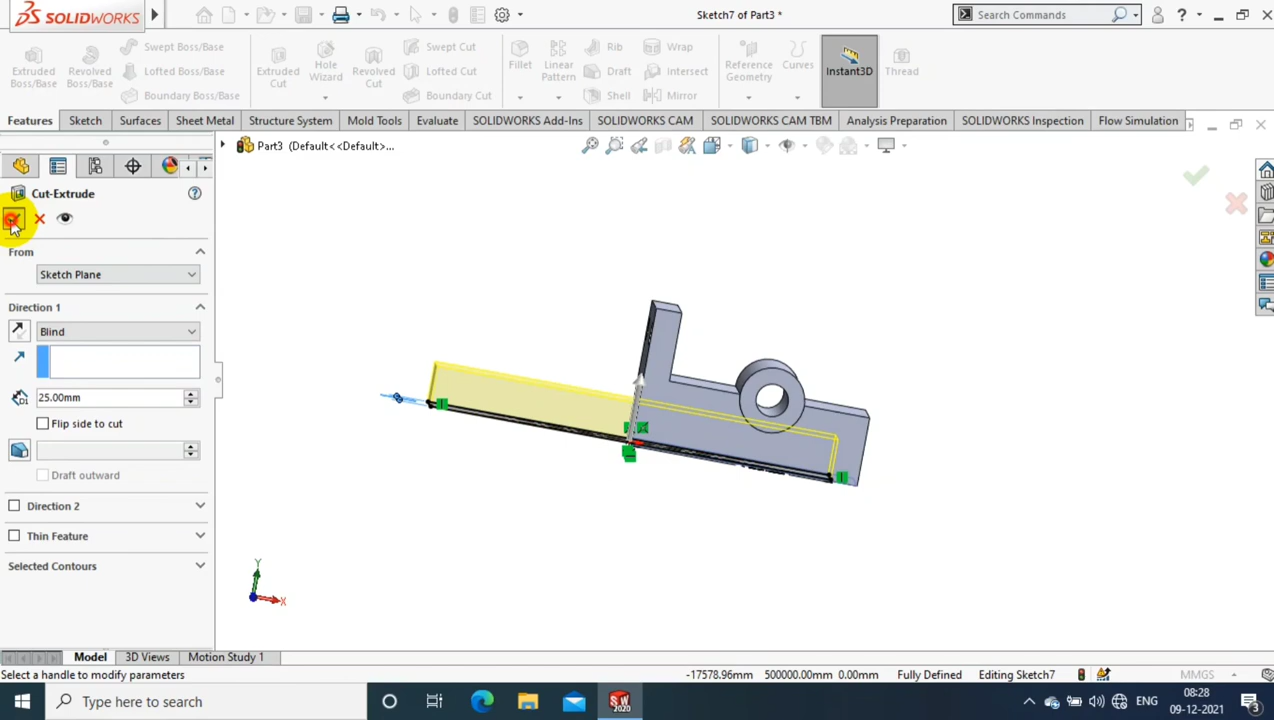 SOLIDWORKS
Sketch7 of Part3 *
Search Commands
Extruded Boss/Base
Revolved Boss/Base
Swept Boss/Base
Lofted Boss/Base
Boundary Boss/Base
Extruded Cut
Hole Wizard
Revolved Cut
Swept Cut
Lofted Cut
Boundary Cut
Fillet
Linear Pattern
Rib
Draft
Shell
Wrap
Intersect
Mirror
Reference Geometry
Curves
Instant3D
Thread
Features
Sketch
Surfaces
Sheet Metal
Structure System
Mold Tools
Evaluate
SOLIDWORKS Add-Ins
SOLIDWORKS CAM
SOLIDWORKS CAM TBM
Analysis Preparation
SOLIDWORKS Inspection
Flow Simulation
Part3 (Default<<Default>...
Cut-Extrude
From
Sketch Plane
Direction 1
Blind
25.00mm
Flip side to cut
Draft outward
Direction 2
Thin Feature
Selected Contours
Y
X
Model
3D Views
Motion Study 1
Select a handle to modify parameters
-17578.96mm
500000.00mm 0.00mm
Fully Defined
Editing Sketch7
MMGS
Type here to search
SW
2020
ENG
08:28
09-12-2021
3